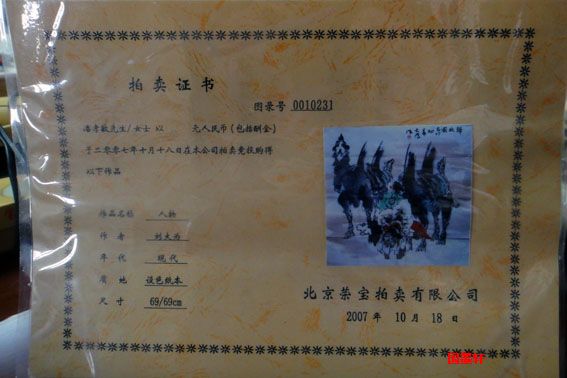 拍卖证书
图录号 0010231
潘孝敏先生/女士 以 元人民币(包括酬金)
于二零零七年十月十八日在本公司拍卖竞投购得
以下作品
作品名称 人物
作者 刘大为
年代 现代
质地 设色纸本
尺寸 69/69cm
北京荣宝拍卖有限公司
2007年 10月 18日